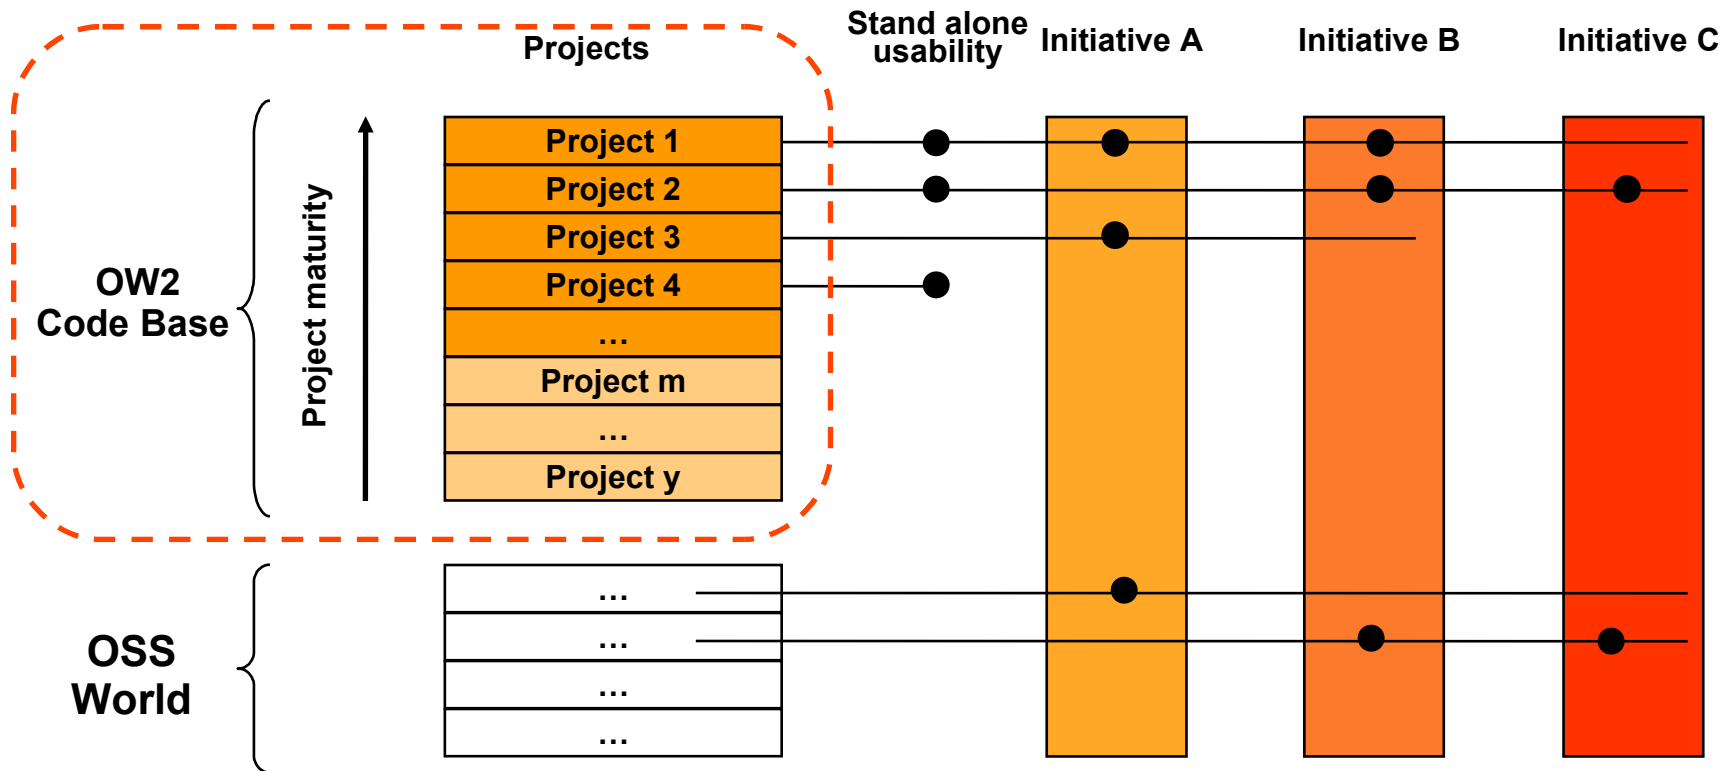 Projects
Stand alone
usability
Initiative A
Initiative B
Initiative C
OW2
Code Base
Project maturity
Project 1
Project 2
Project 3
Project 4
...
Project m
...
Project y
OSS
World
...
...
...
...